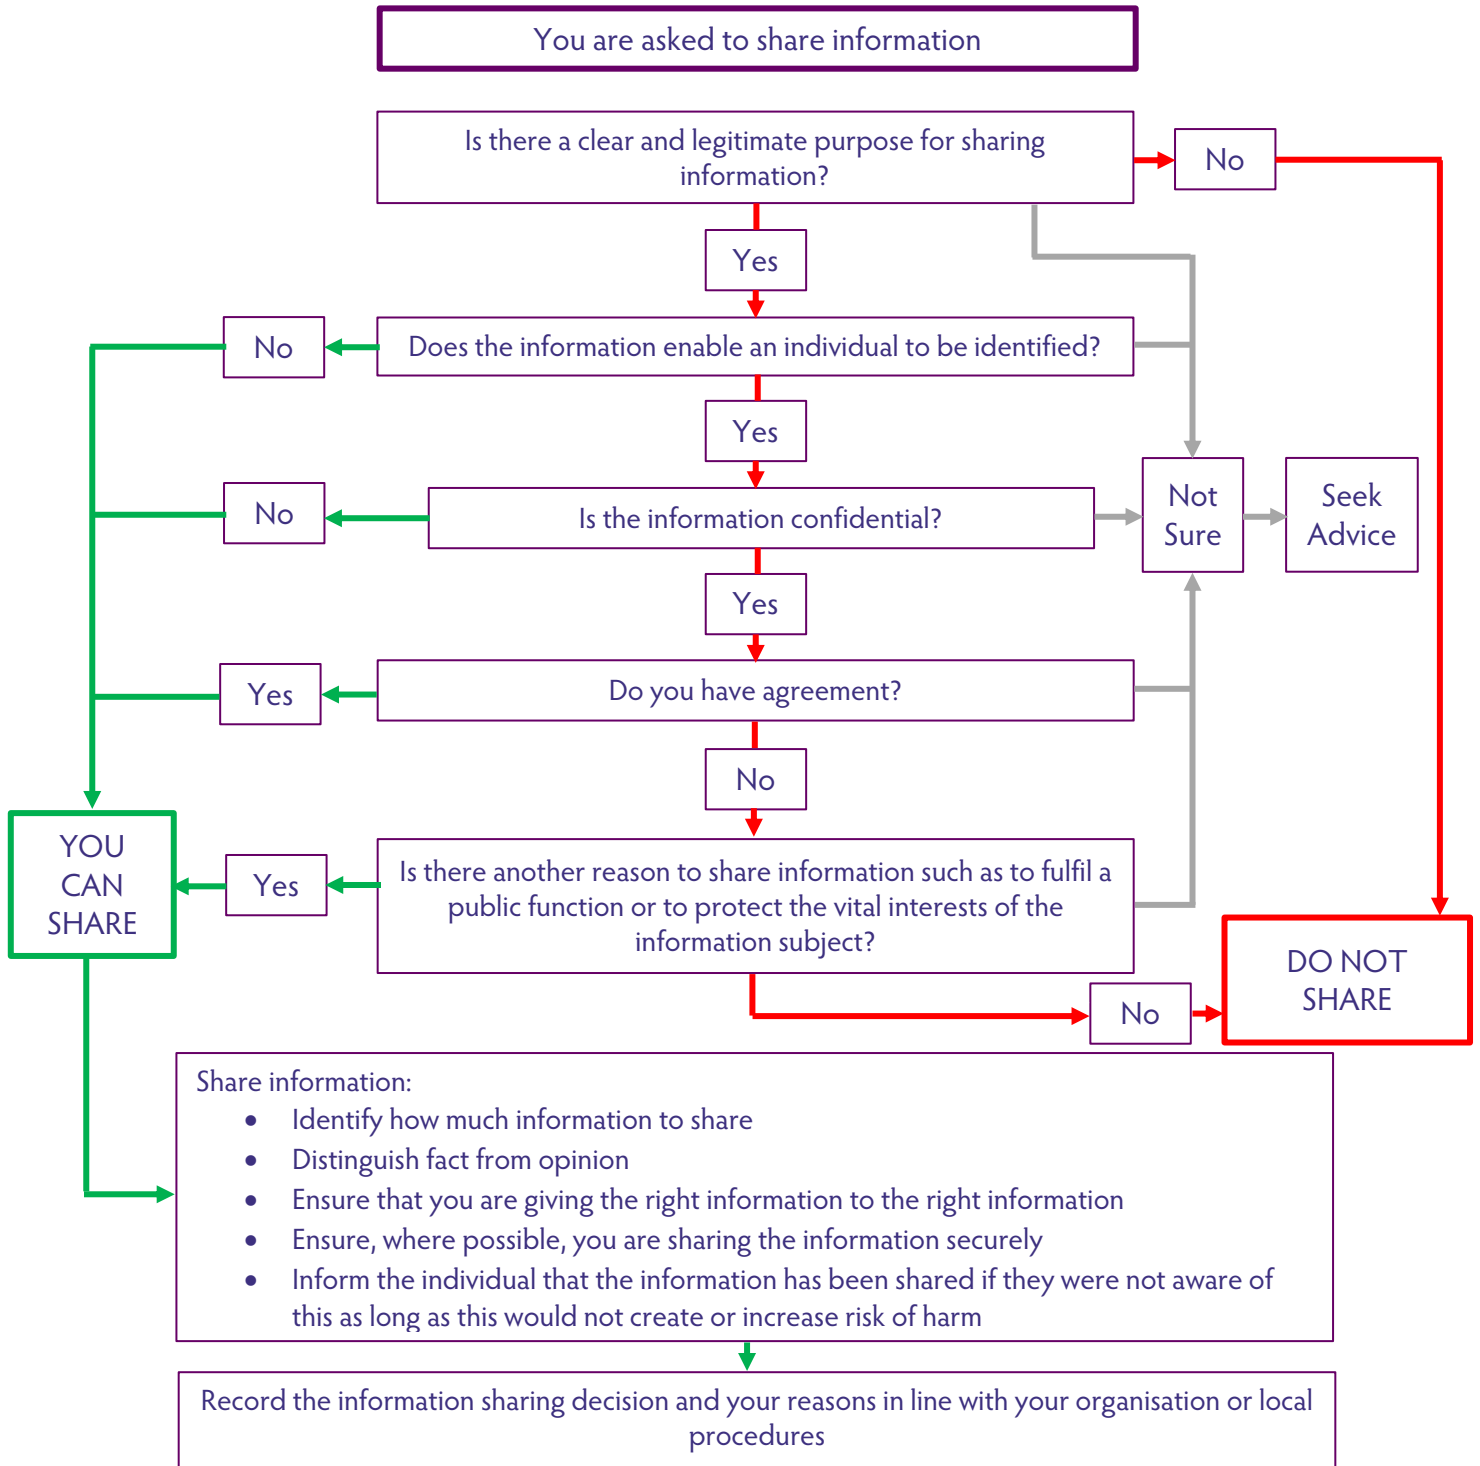 You are asked to share information
Is there a clear and legitimate purpose for sharing
information?
No
Yes
No
Does the information enable an individual to be identified?
Yes
No
Is the information confidential?
Not
Sure
Seek
Advice
Yes
Yes
Do you have agreement?
No
YOU
CAN
SHARE
Yes
Is there another reason to share information such as to fulfil a
public function or to protect the vital interests of the
information subject?
No
DO NOT
SHARE
Share information:
• Identify how much information to share
• Distinguish fact from opinion
• Ensure that you are giving the right information to the right information
• Ensure, where possible, you are sharing the information securely
• Inform the individual that the information has been shared if they were not aware of
this as long as this would not create or increase risk of harm
Record the information sharing decision and your reasons in line with your organisation or local
procedures